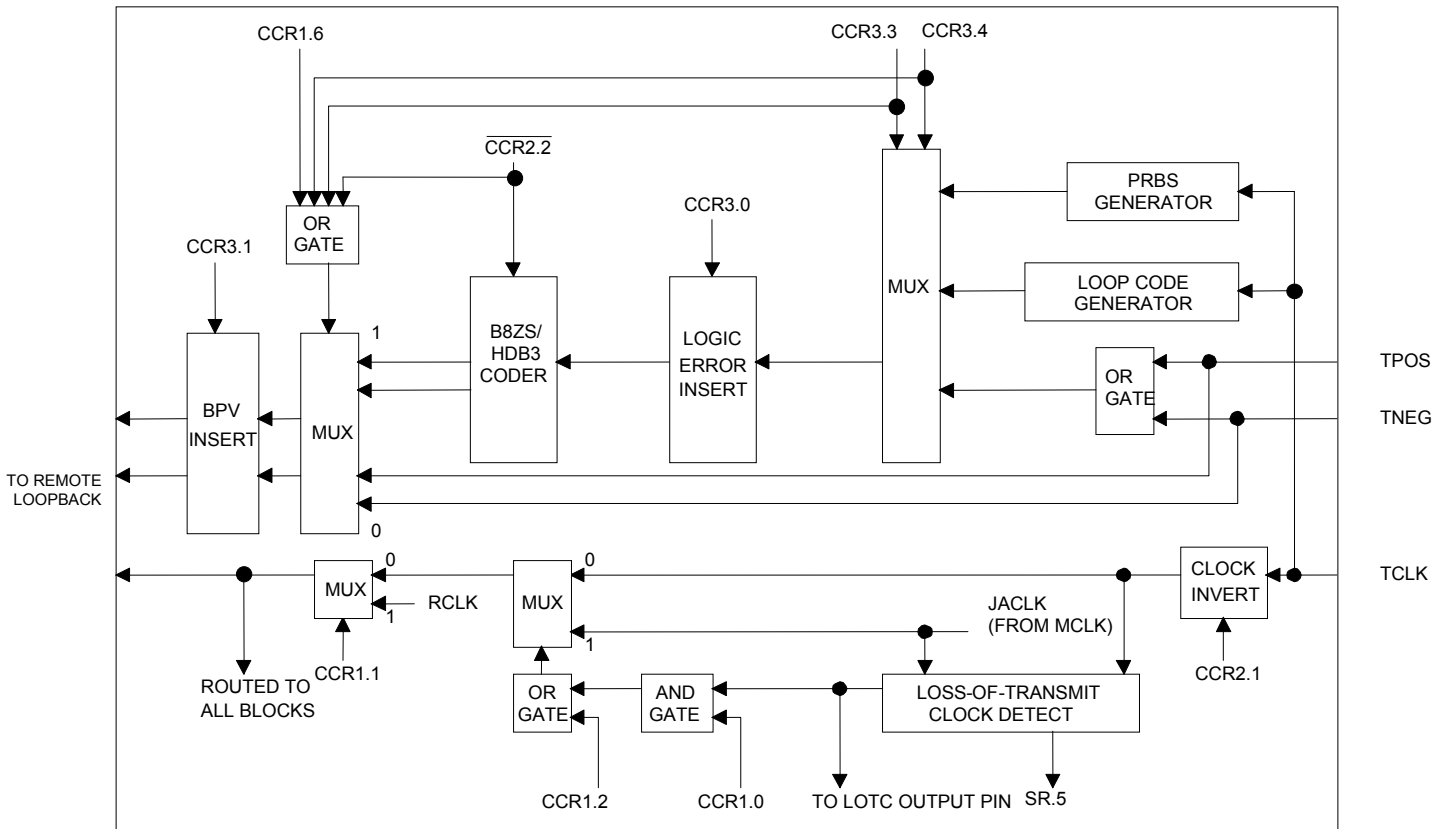 CCR1.6
CCR3.3
CCR3.4
CCR2.2
PRBS
GENERATOR
OR
GATE
CCR3.1
CCR3.0
MUX
LOOP CODE
GENERATOR
1
B8ZS/
HDB3
CODER
LOGIC
ERROR
INSERT
OR
GATE
TPOS
BPV
INSERT
MUX
TNEG
TO REMOTE
LOOPBACK
0
0
MUX
1
RCLK
0
MUX
1
JACLK
(FROM MCLK)
CLOCK
INVERT
TCLK
CCR1.1
CCR2.1
ROUTED TO
ALL BLOCKS
OR
GATE
AND
GATE
LOSS-OF-TRANSMIT
CLOCK DETECT
CCR1.2
CCR1.0
TO LOTC OUTPUT PIN
SR.5